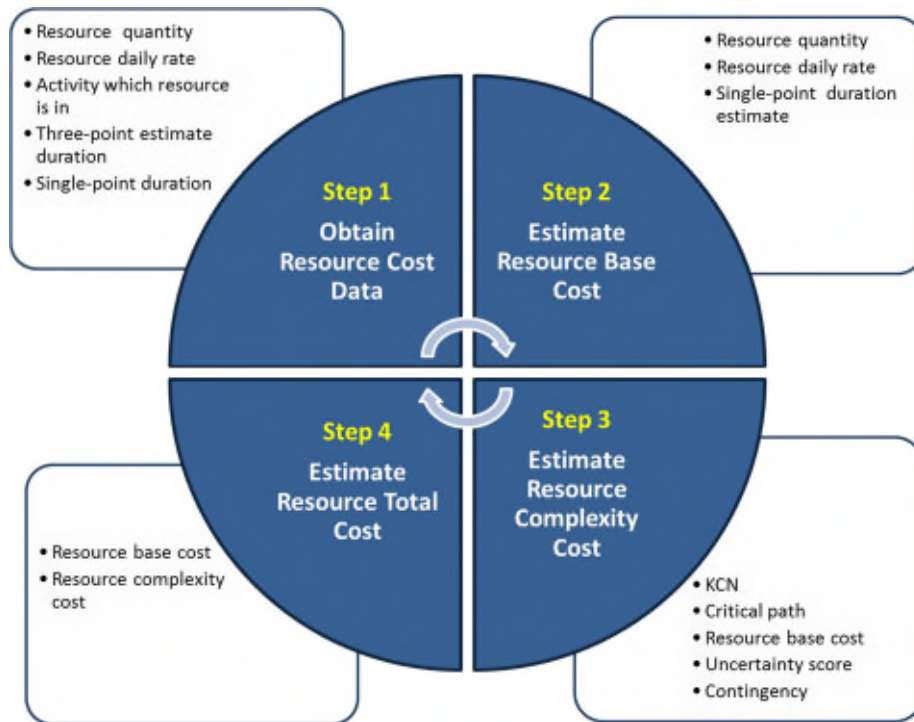 • Resource quantity
• Resource daily rate
• Activity which resource
is in
• Three-point estimate
duration
• Single-point duration
• Resource quantity
• Resource daily rate
• Single-point duration
estimate
Step 1
Obtain
Resource Cost
Data
Step 2
Estimate
Resource Base
Cost
Step 4
Estimate
Resource Total
Cost
Step 3
Estimate
Resource
Complexity
Cost
• Resource base cost
• Resource complexity
cost
• KCN
• Critical path
• Resource base cost
• Uncertainty score
• Contingency